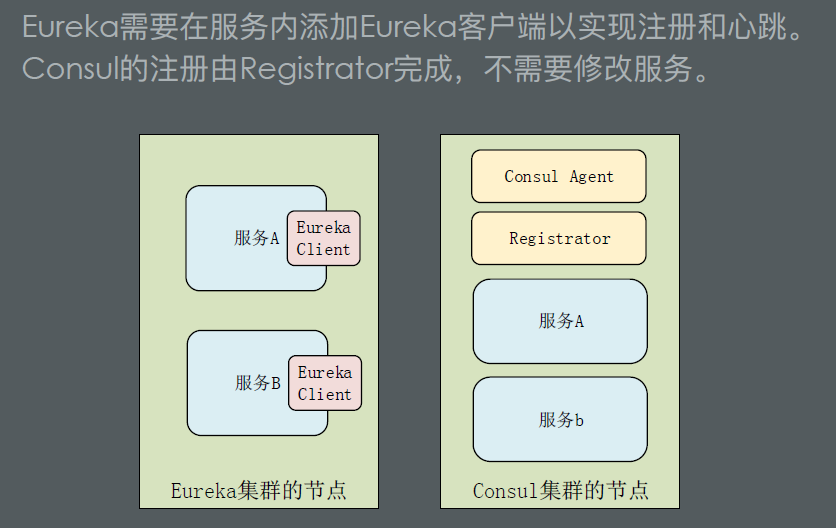 Eureka需要在服务内添加Eureka客户端以实现注册和心跳。
Consul的注册由Registrator完成，不需要修改服务。
服务A
Eureka
Client
服务B
Eureka
Client
Eureka集群的节点
Consul Agent
Registrator
服务A
服务b
Consul集群的节点